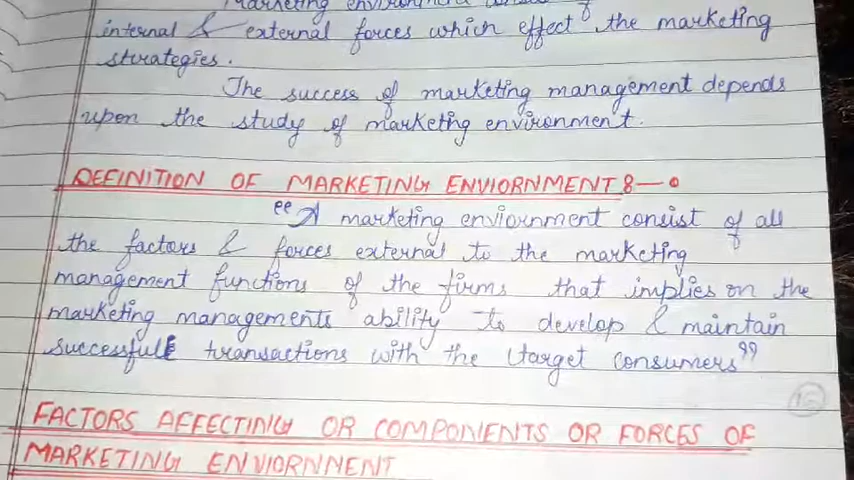 Marketing environment
internal & external forces which effect the marketing
strategies.
The success of marketing management depends
upon the study of marketing environment.
DEFINITION OF MARKETING ENVIORNMENT 8—o
"A marketing enviornment consist of all
the factors & forces external to the marketing
management functions of the firms that implies on the
marketing managements ability to develop & maintain
successful transactions with the target consumers"
FACTORS AFFECTING OR COMPONENTS OR FORCES OF
MARKETING ENVIORNMENT